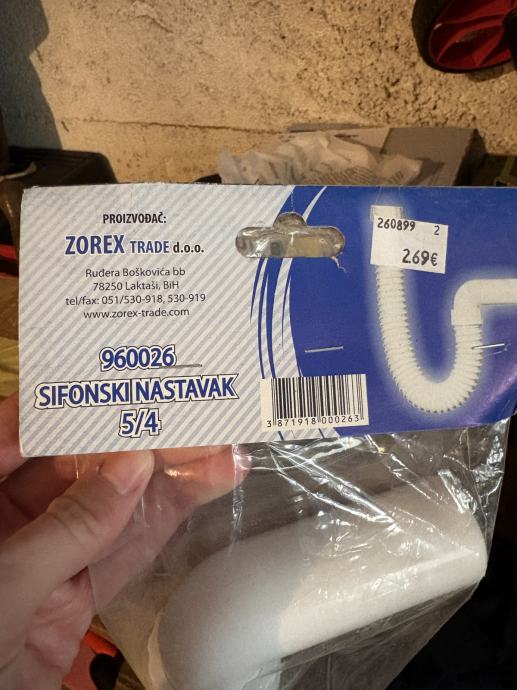 PROIZVOĐAČ:
ZOREX TRADE d.o.o.
Ruđera Boškovića bb
78250 Laktaši, BiH
tel/fax: 051/530-918, 530-919
www.zorex-trade.com
960026
SIFONSKI NASTAVAK
5/4
3 871918 000263
260899 2
2.69€